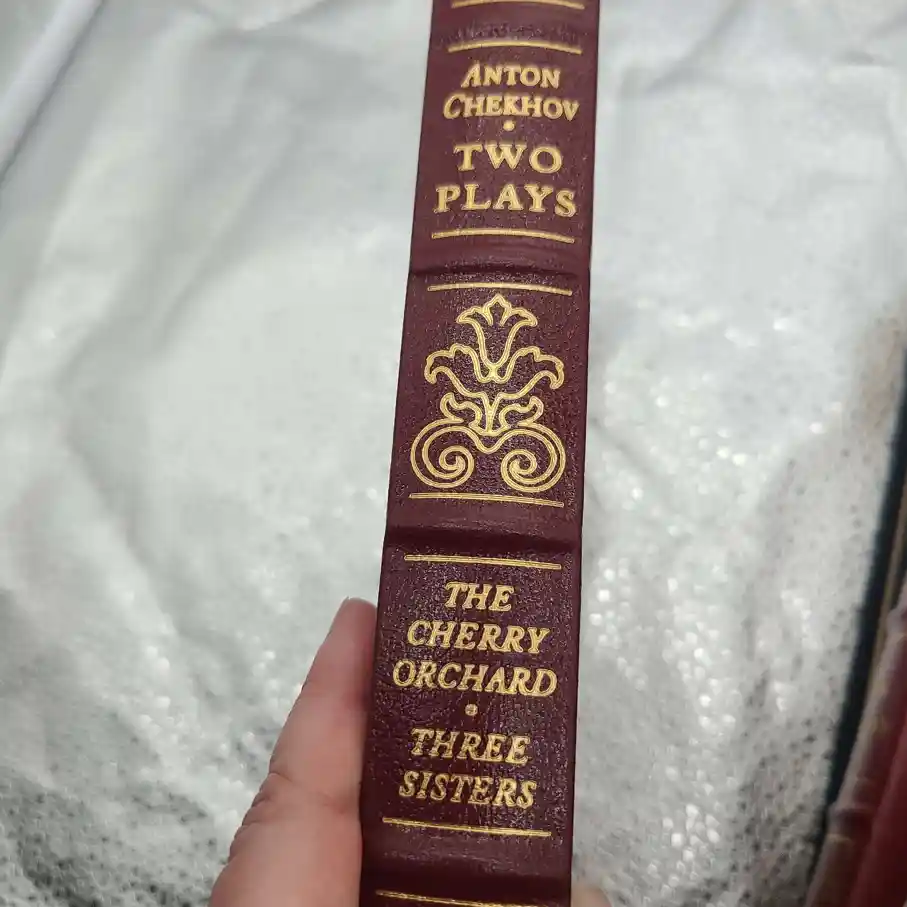 ANTON
CHEKHOV
•
TWO
PLAYS
THE
CHERRY
ORCHARD
•
THREE
SISTERS